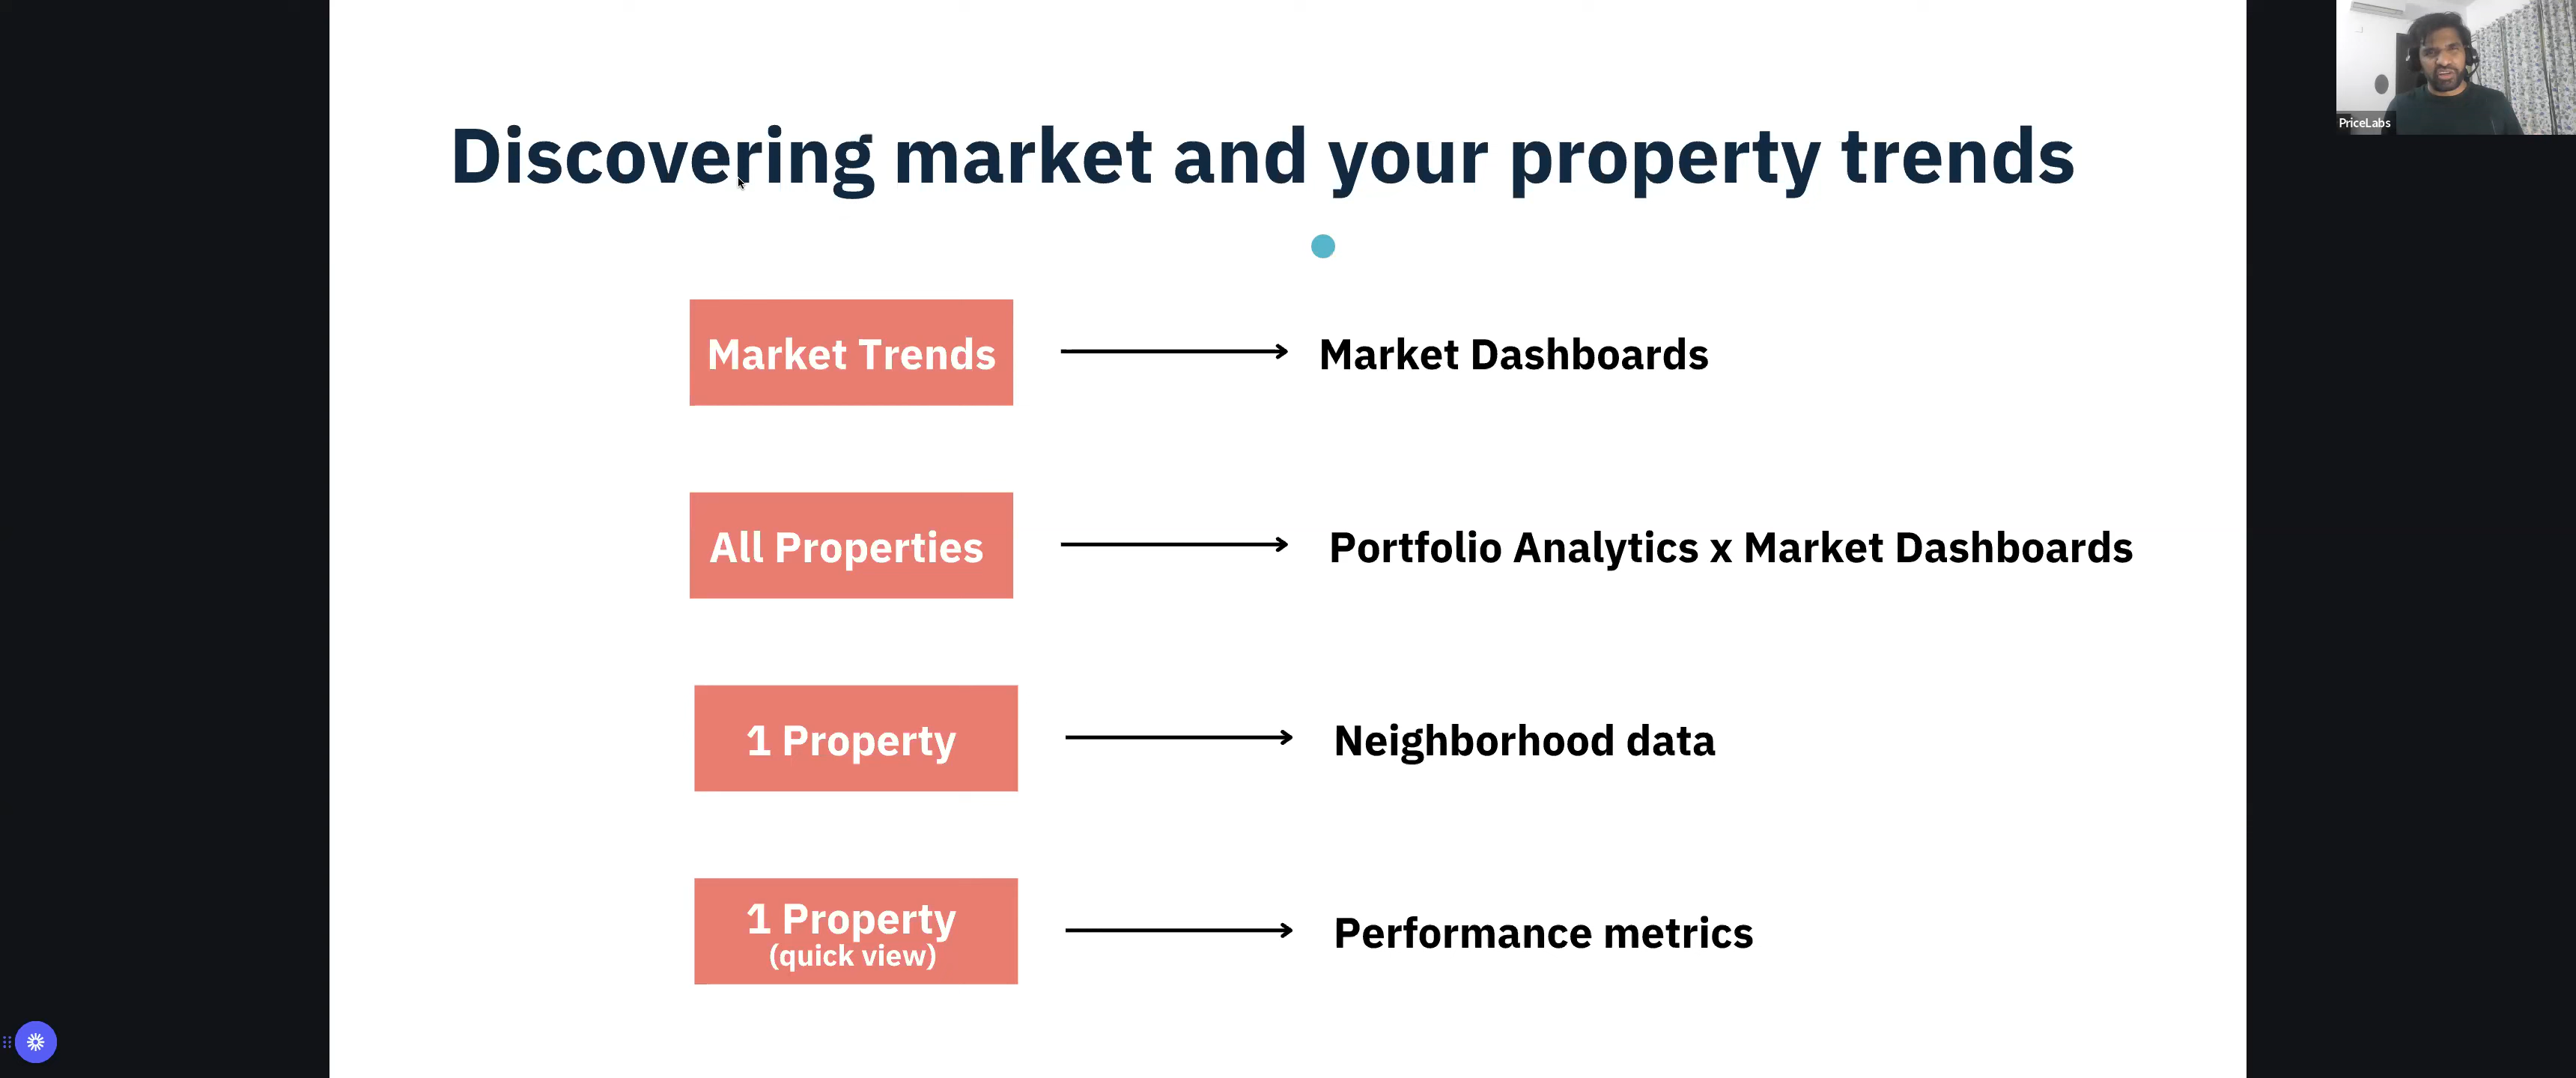 PriceLabs
Discovering market and your property trends
Market Trends
Market Dashboards
All Properties
Portfolio Analytics x Market Dashboards
1 Property
Neighborhood data
1 Property
(quick view)
Performance metrics